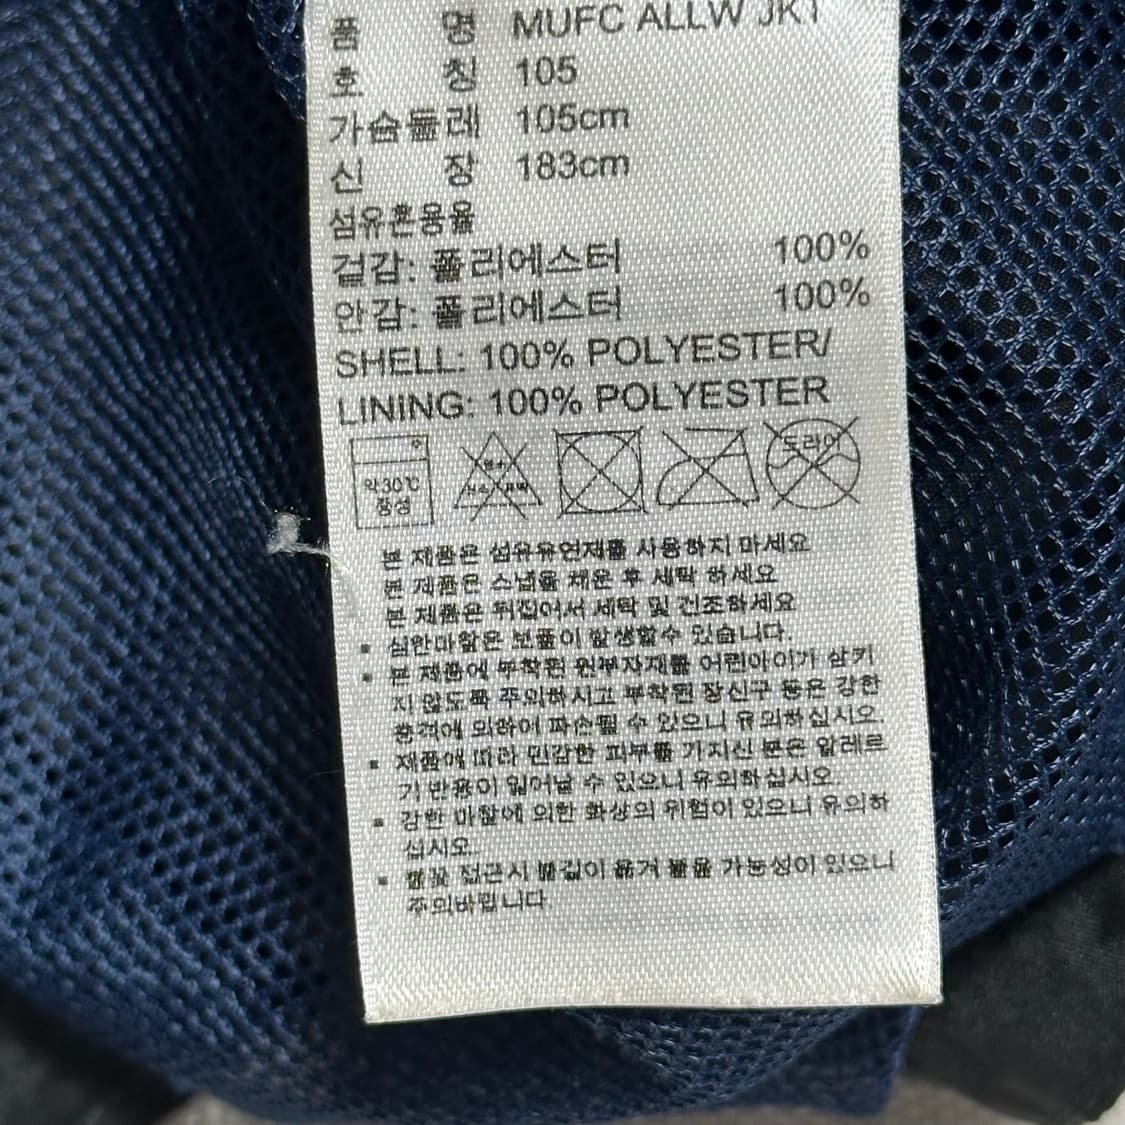 품 명 MUFC ALLW JKT
호 칭 105
가슴둘레 105cm
신 장 183cm
섬유혼용율
겉감: 폴리에스터 100%
안감: 폴리에스터 100%
SHELL: 100% POLYESTER/
LINING: 100% POLYESTER
약30℃
중성
드라이
본 제품은 섬유유연제를 사용하지 마세요
본 제품은 스냅을 채운 후 세탁 하세요
본 제품은 뒤집어서 세탁 및 건조하세요
▪ 심한마찰은 보풀이 발생할수 있습니다.
▪ 본 제품에 부착된 원부자재를 어린아이가 삼키
지 않도록 주의하시고 부착된 장신구 등은 강한
충격에 의하여 파손될 수 있으니 유의하십시오.
▪ 제품에 따라 민감한 피부를 가지신 분은 알레르
기 반응이 일어날 수 있으니 유의하십시오.
▪ 강한 마찰에 의한 화상의 위험이 있으니 유의하
십시오.
▪ 불꽃 접근시 불길이 옮겨 붙을 가능성이 있으니
주의바랍니다.